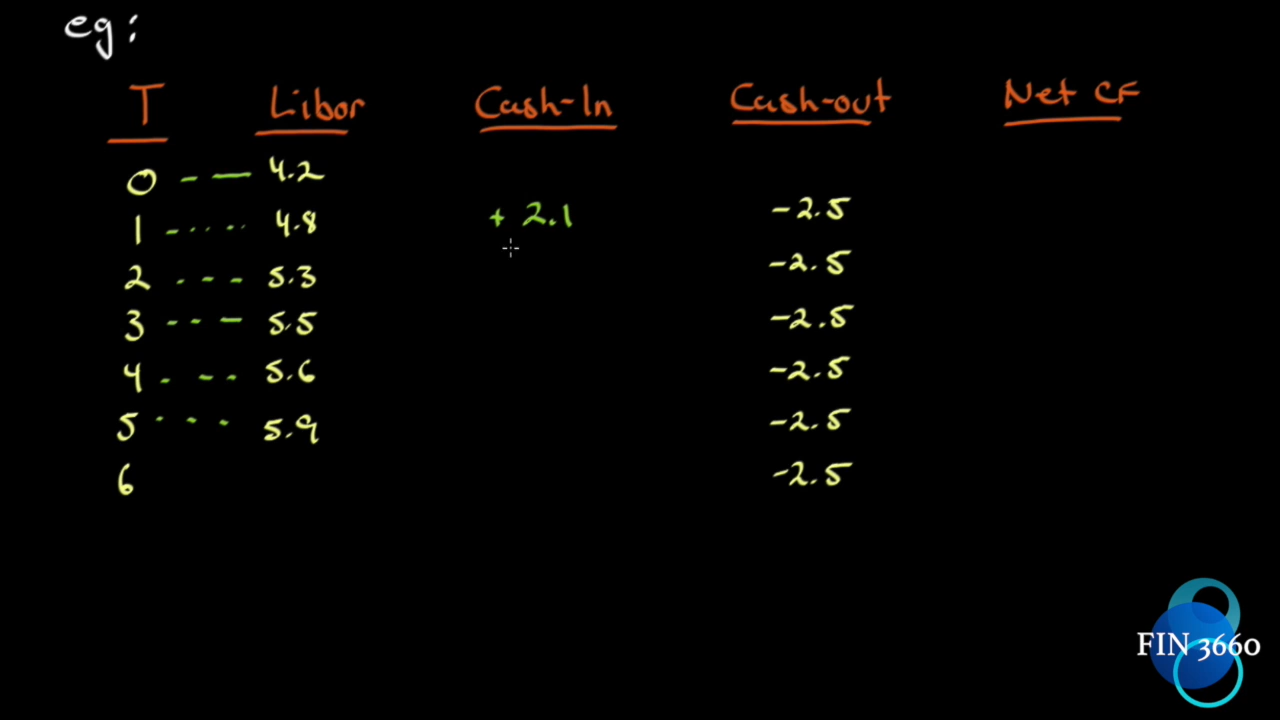 eg:
T Libor Cash-In Cash-out Net CF
0 -- 4.2
1 - ... . 4.8 + 2.1 -2.5
2 - - - 5.3 -2.5
3 - - - 5.5 -2.5
4 - - - 5.6 -2.5
5 - - - 5.9 -2.5
6 -2.5
FIN 3660